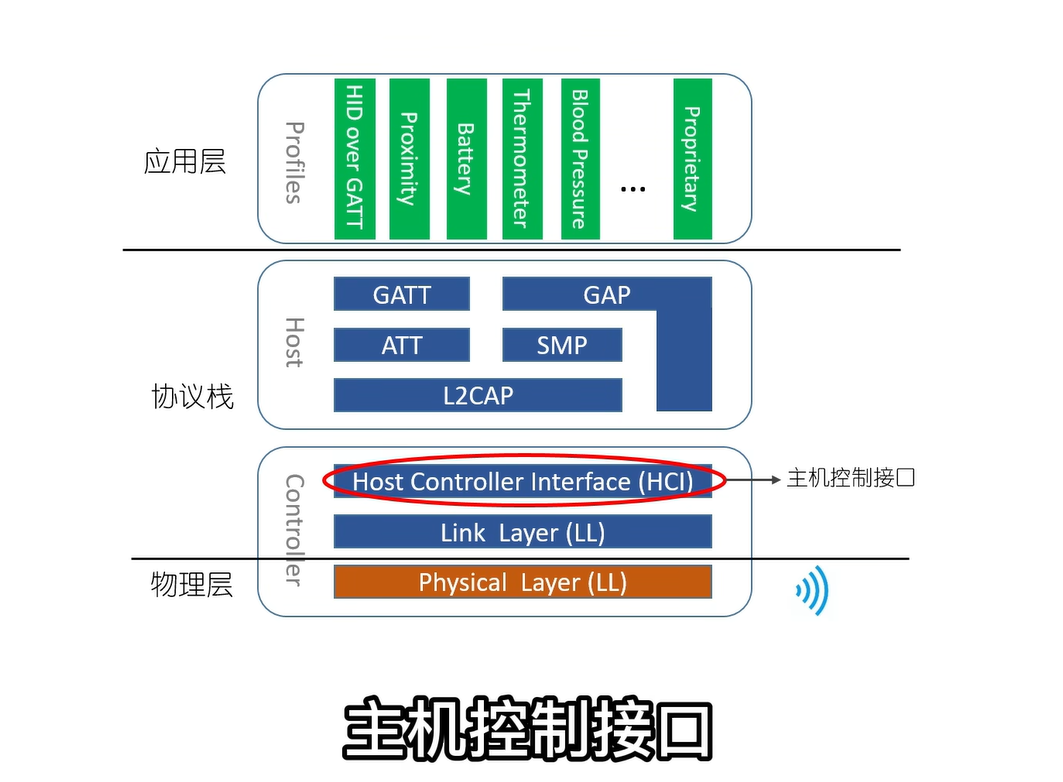 应用层
Profiles
HID over GATT
Proximity
Battery
Thermometer
Blood Pressure
...
Proprietary
协议栈
Host
GATT
GAP
ATT
SMP
L2CAP
Controller
Host Controller Interface (HCI)
主机控制接口
Link Layer (LL)
物理层
Physical Layer (LL)
主机控制接口